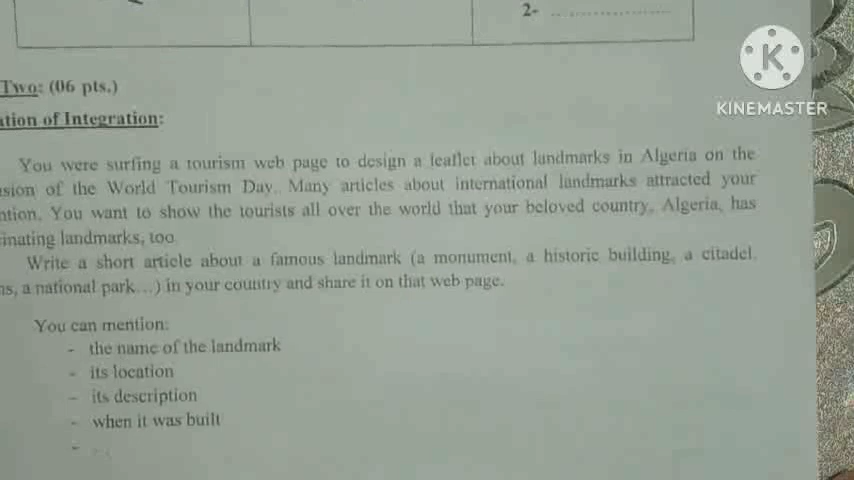 2- ........................
K
KINEMASTER
Two: (06 pts.)
ation of Integration:
You were surfing a tourism web page to design a leaflet about landmarks in Algeria on the
sion of the World Tourism Day. Many articles about international landmarks attracted your
ntion. You want to show the tourists all over the world that your beloved country, Algeria, has
inating landmarks, too
Write a short article about a famous landmark (a monument, a historic building, a citadel,
ns, a national park…) in your country and share it on that web page.
You can mention:
- the name of the landmark
- its location
- its description
- when it was built
-